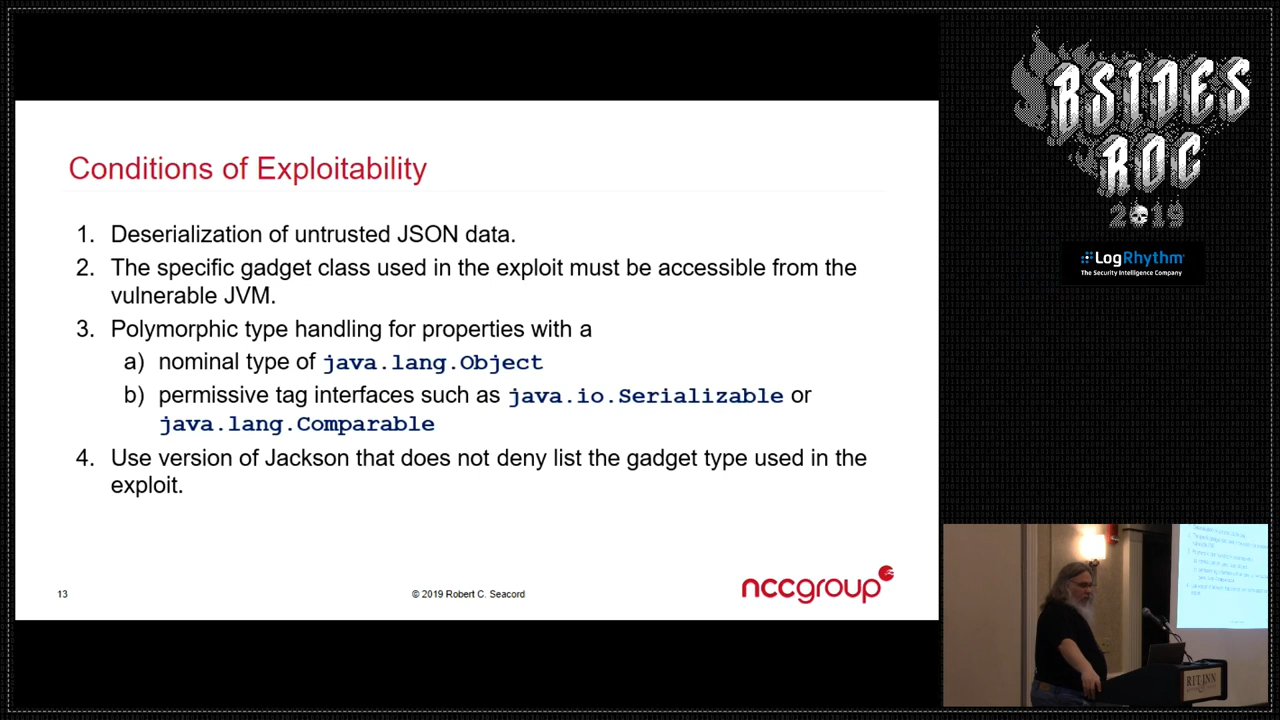 Conditions of Exploitability
1. Deserialization of untrusted JSON data.
2. The specific gadget class used in the exploit must be accessible from the
vulnerable JVM.
3. Polymorphic type handling for properties with a
a) nominal type of java.lang.Object
b) permissive tag interfaces such as java.io.Serializable or
java.lang.Comparable
4. Use version of Jackson that does not deny list the gadget type used in the
exploit.
13
© 2019 Robert C. Seacord
nccgroup
BSIDES
ROC
2019
LogRhythm
The Security Intelligence Company
RIT INN